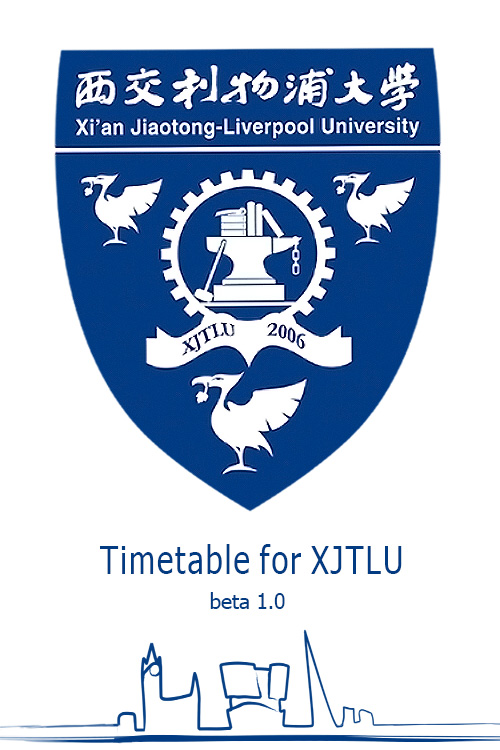 西交利物浦大學
Xi'an Jiaotong-Liverpool University
XJTLU 2006
Timetable for XJTLU
beta 1.0